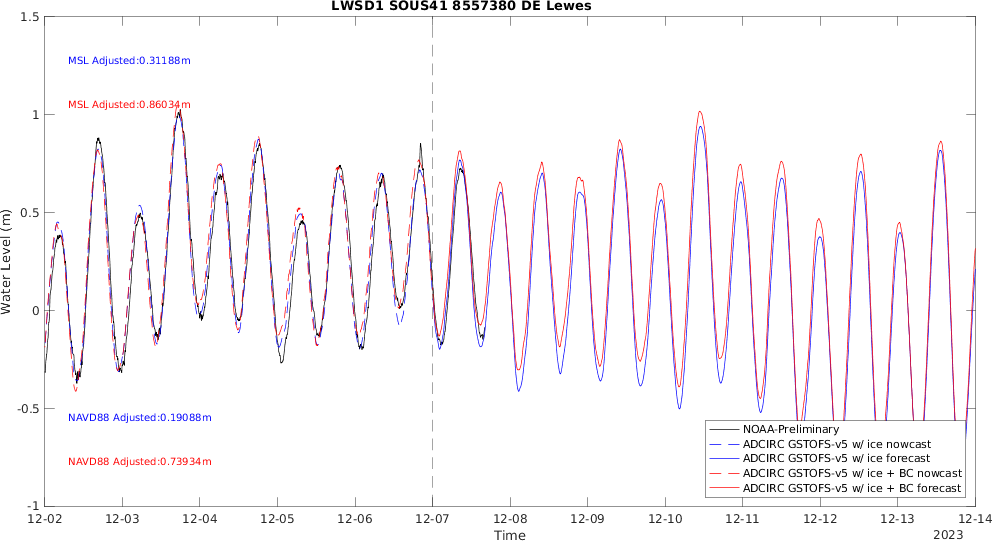 LWSD1 SOUS41 8557380 DE Lewes
1.5
1
0.5
0
-0.5
-1
Water Level (m)
MSL Adjusted:0.31188m
MSL Adjusted:0.86034m
NAVD88 Adjusted:0.19088m
NAVD88 Adjusted:0.73934m
NOAA-Preliminary
ADCIRC GSTOFS-v5 w/ ice nowcast
ADCIRC GSTOFS-v5 w/ ice forecast
ADCIRC GSTOFS-v5 w/ ice + BC nowcast
ADCIRC GSTOFS-v5 w/ ice + BC forecast
12-02 12-03 12-04 12-05 12-06 12-07 12-08 12-09 12-10 12-11 12-12 12-13 12-14
Time
2023